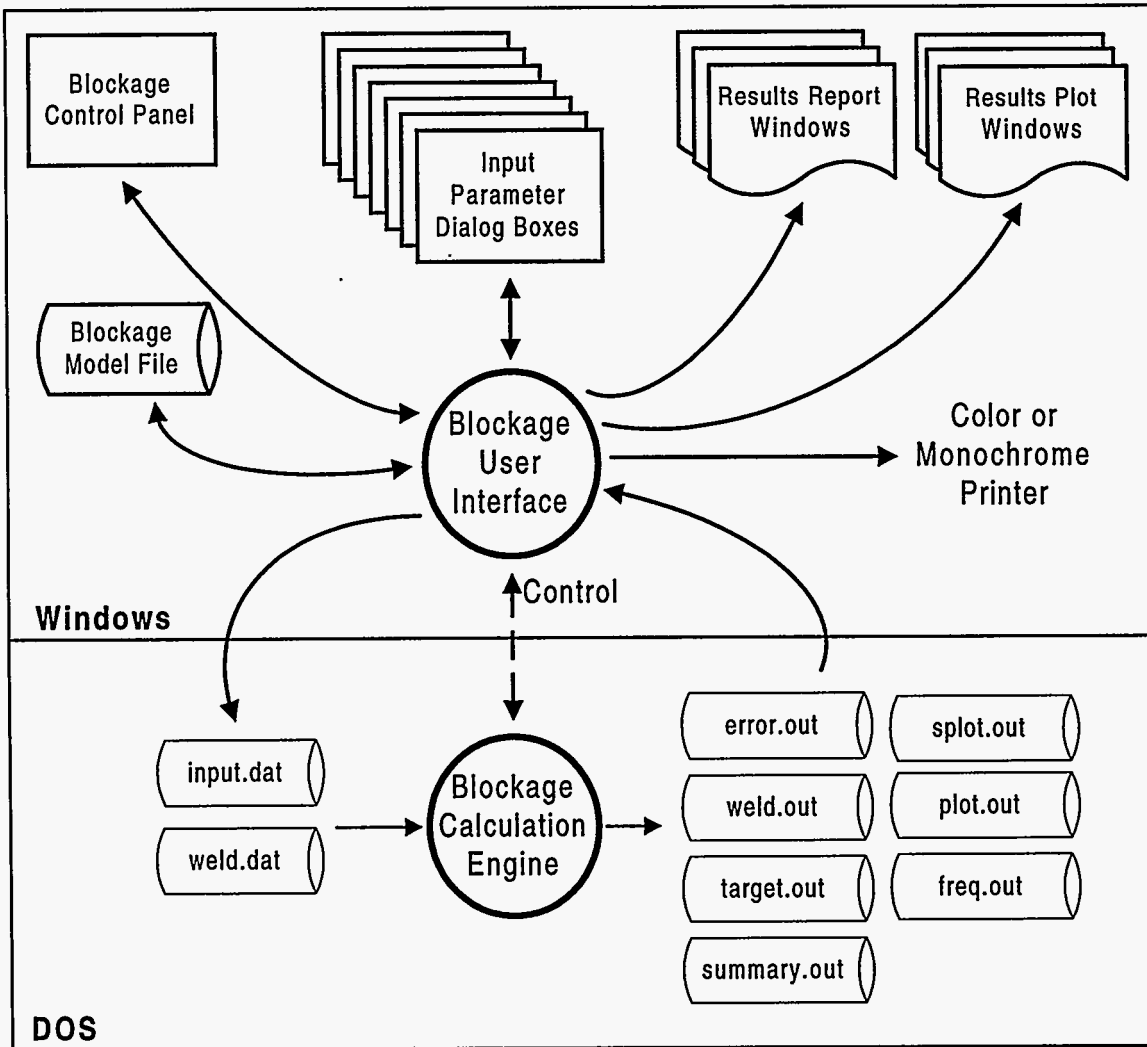 Blockage
Control Panel
Input
Parameter
Dialog Boxes
Results Report
Windows
Results Plot
Windows
Blockage
Model File
Blockage
User
Interface
Color or
Monochrome
Printer
Control
Windows
input.dat
weld.dat
Blockage
Calculation
Engine
error.out
splot.out
weld.out
plot.out
target.out
freq.out
summary.out
DOS